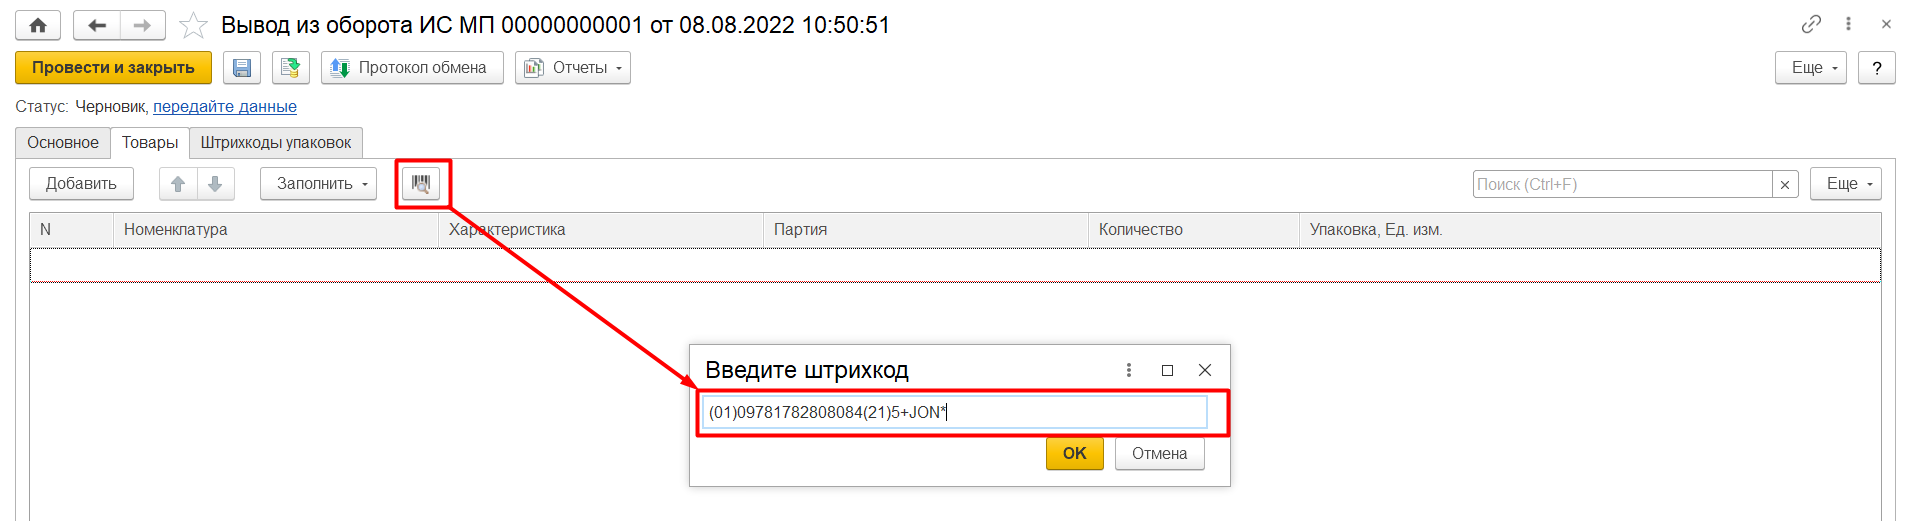 Вывод из оборота ИС МП 00000000001 от 08.08.2022 10:50:51
Провести и закрыть Протокол обмена Отчеты Еще ?
Статус: Черновик, передайте данные
Основное Товары Штрихкоды упаковок
Добавить Заполнить Поиск (Ctrl+F) × Еще
N Номенклатура Характеристика Партия Количество Упаковка, Ед. изм.
Введите штрихкод
(01)09781782808084(21)5+JON*
OK Отмена